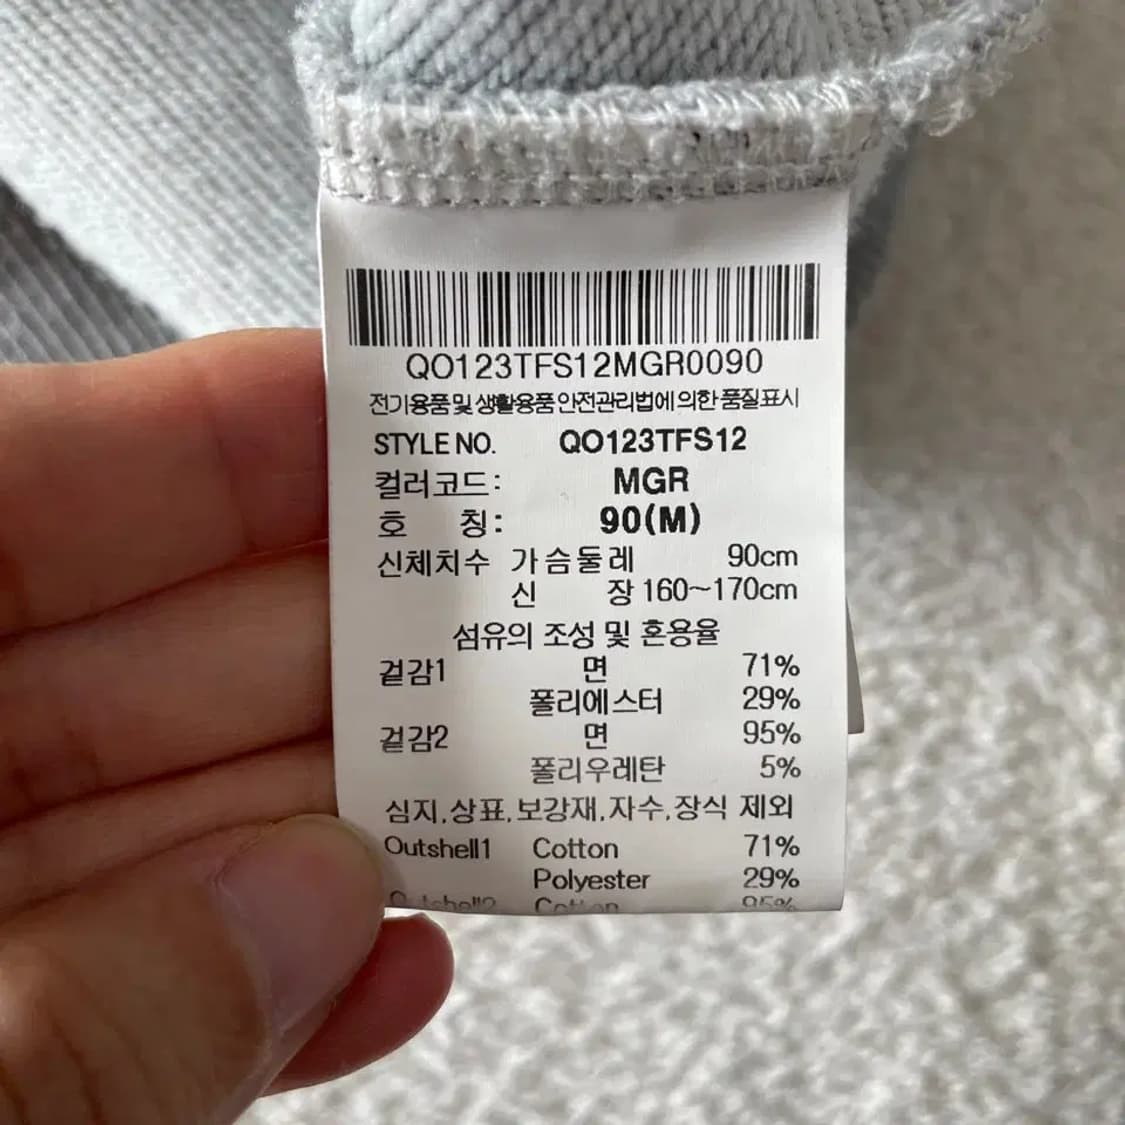 QO123TFS12MGR0090
전기용품 및 생활용품 안전관리법에 의한 품질표시
STYLE NO. QO123TFS12
컬러코드: MGR
호 칭: 90(M)
신체치수 가슴둘레 90cm
신 장 160~170cm
섬유의 조성 및 혼용율
겉감1 면 71%
폴리에스터 29%
겉감2 면 95%
폴리우레탄 5%
심지,상표,보강재,자수,장식 제외
Outshell1 Cotton 71%
Polyester 29%
Outshell2 Cotton 95%